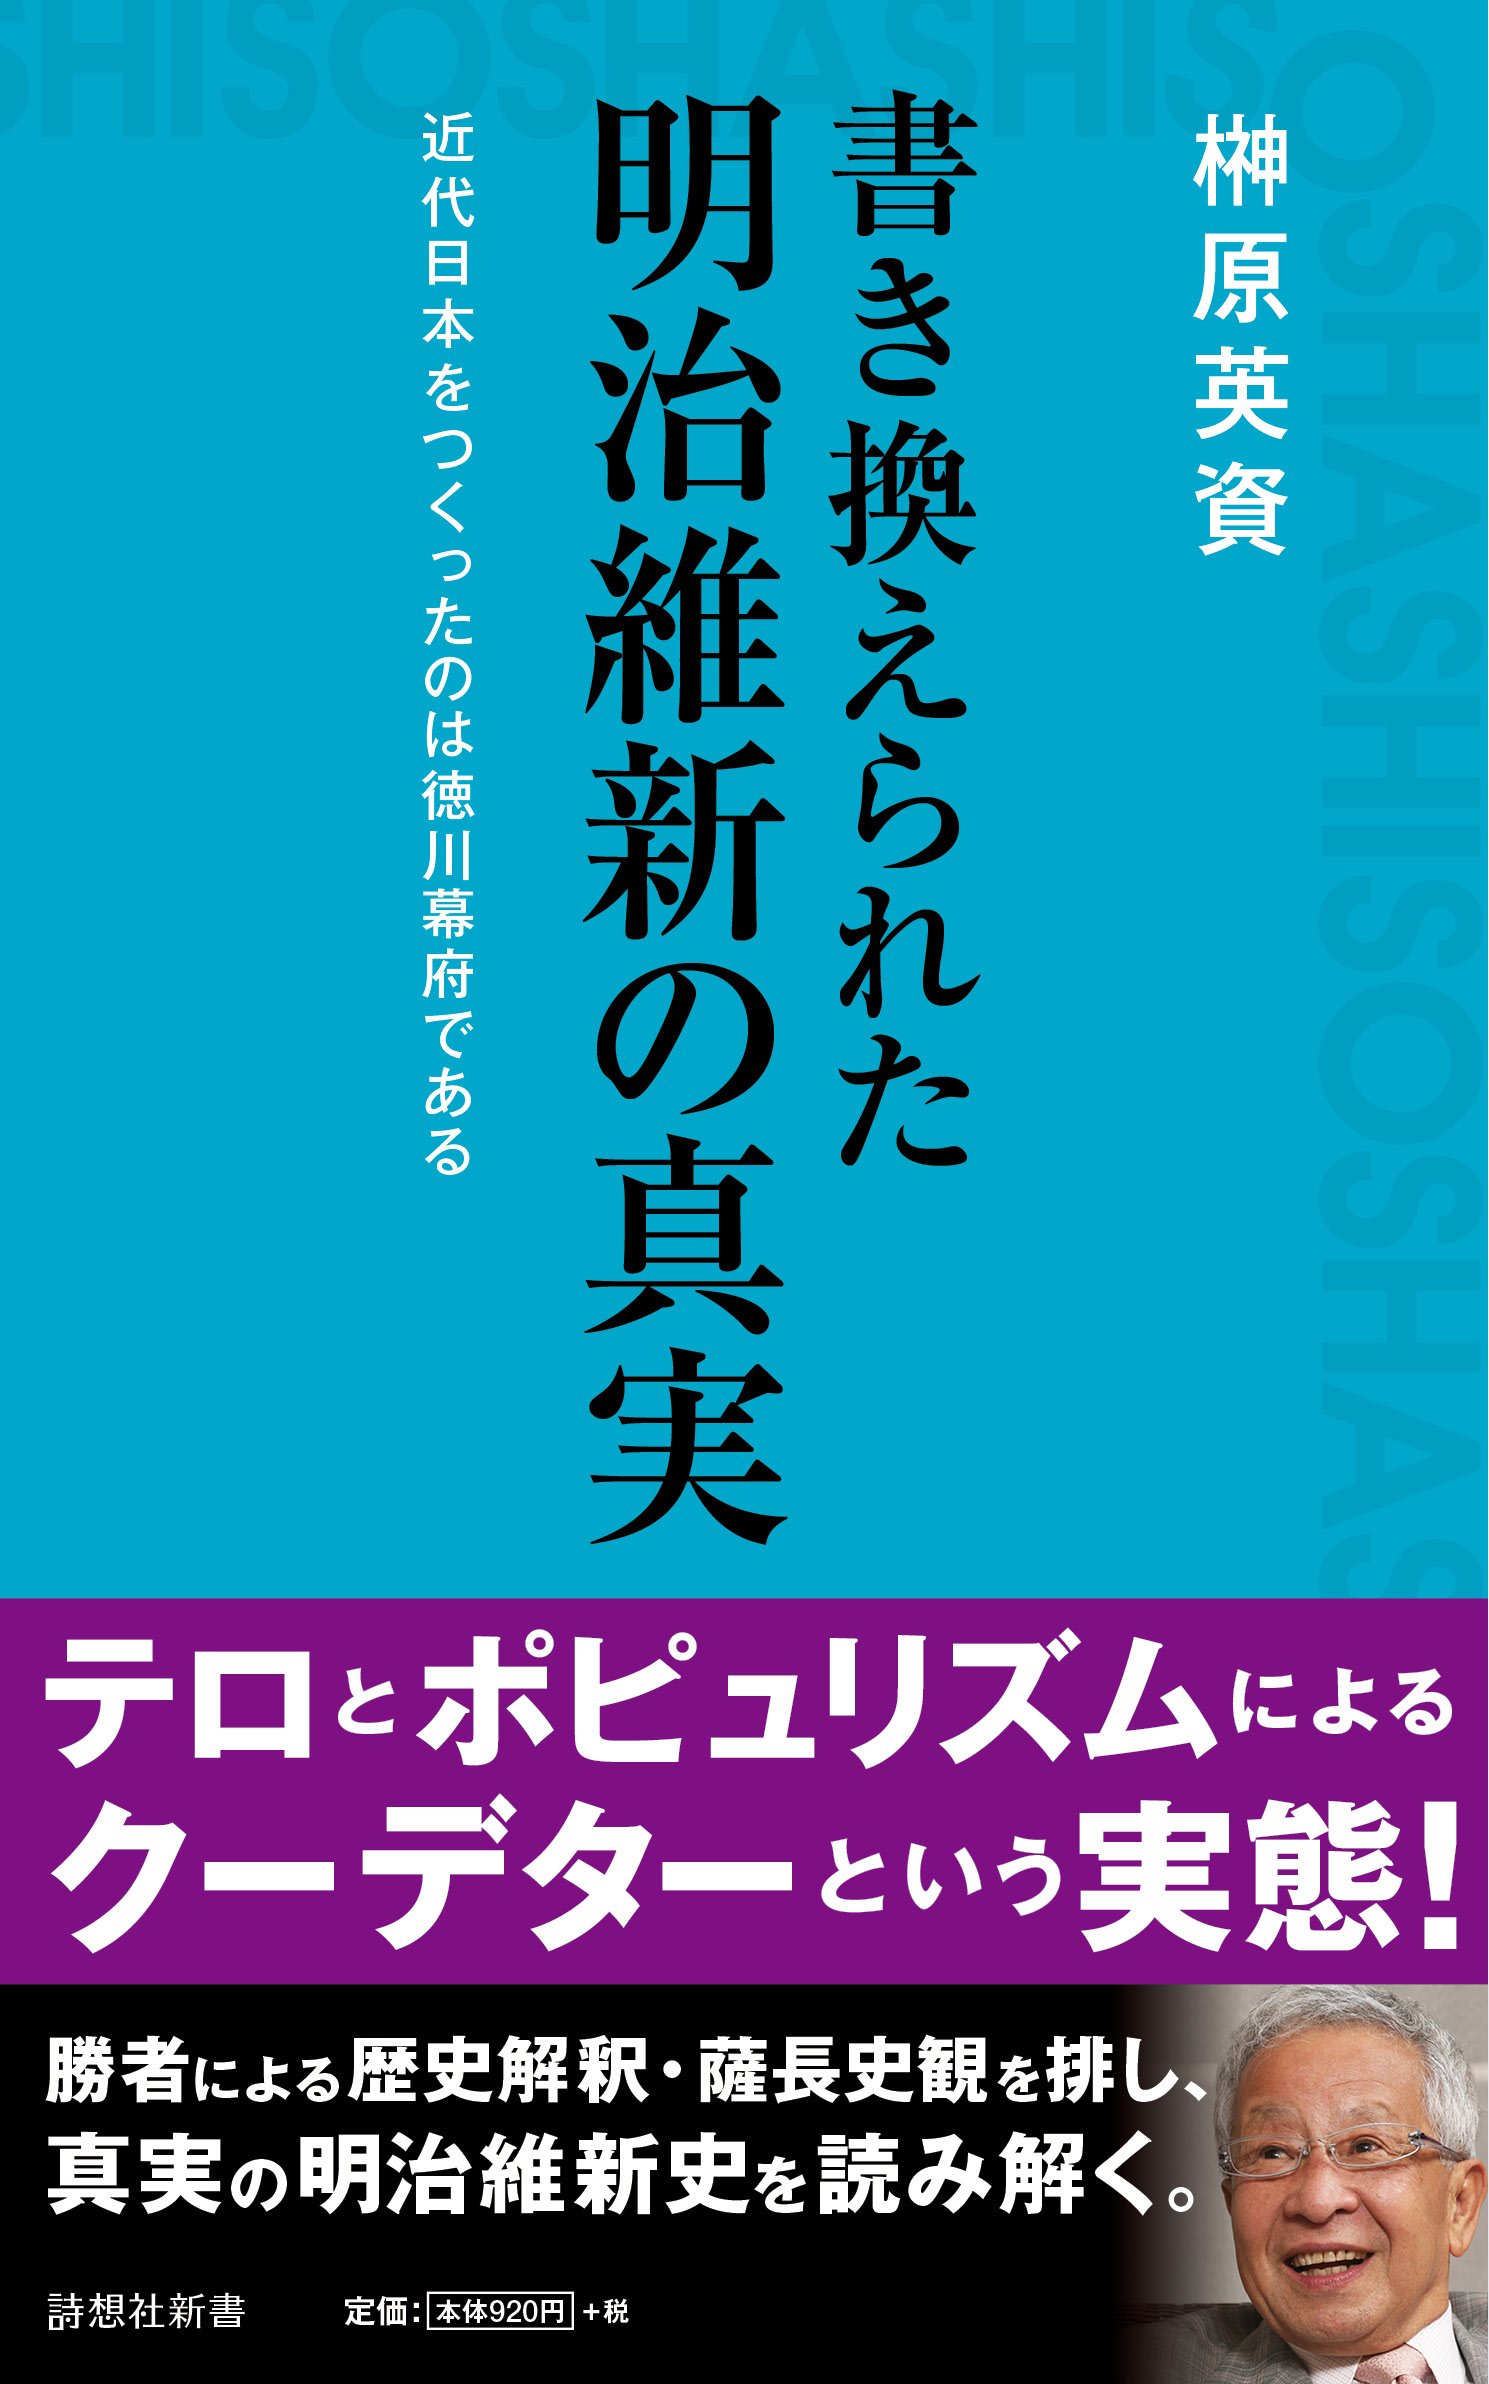 SHISOSHASHISOSHASHISOSHAS
榊原英資
書き換えられた
明治維新の真実
近代日本をつくったのは徳川幕府である
テロとポピュリズムによる
クーデターという実態!
勝者による歴史解釈・薩長史観を排し、
真実の明治維新史を読み解く。
詩想社新書
定価:本体920円+税